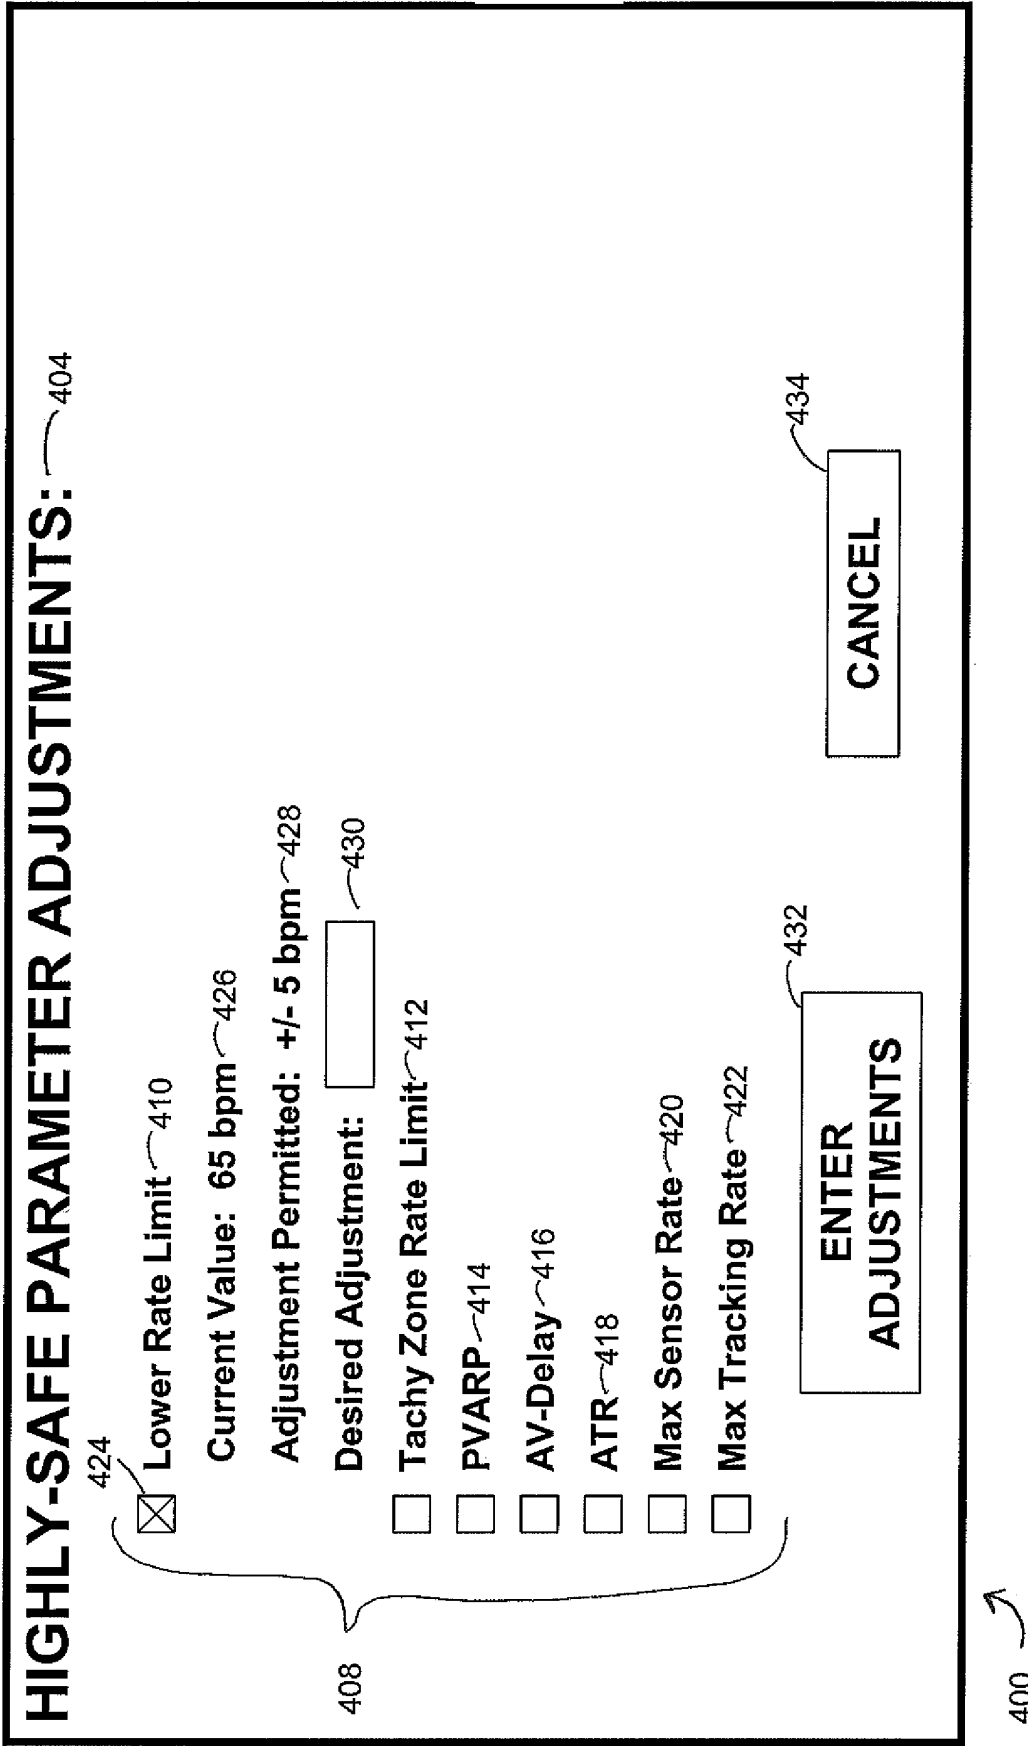 HIGHLY-SAFE PARAMETER ADJUSTMENTS: 404
424
Lower Rate Limit 410
Current Value: 65 bpm 426
Adjustment Permitted: +/- 5 bpm 428
Desired Adjustment: 430
Tachy Zone Rate Limit 412
PVARP 414
AV-Delay 416
ATR 418
Max Sensor Rate 420
Max Tracking Rate 422
408
432
ENTER
ADJUSTMENTS
434
CANCEL
400